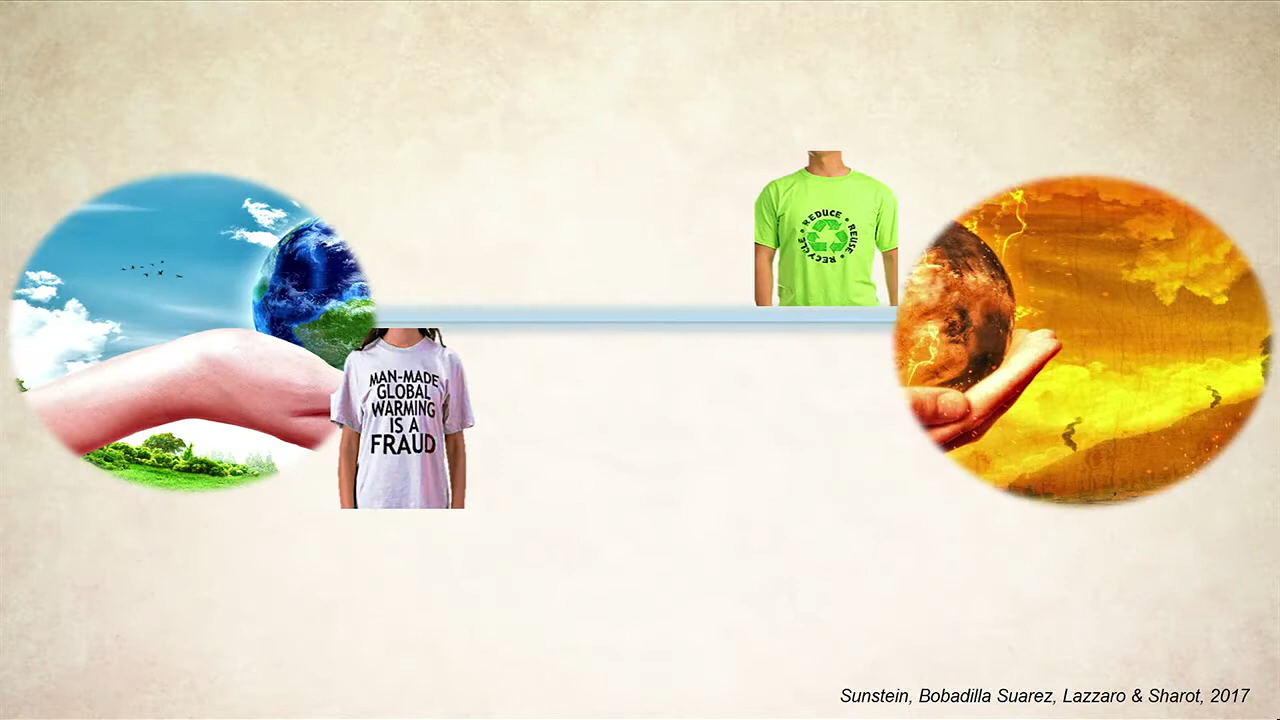 REDUCE • REUSE • RECYCLE •
MAN-MADE
GLOBAL
WARMING
IS A
FRAUD
Sunstein, Bobadilla Suarez, Lazzaro & Sharot, 2017